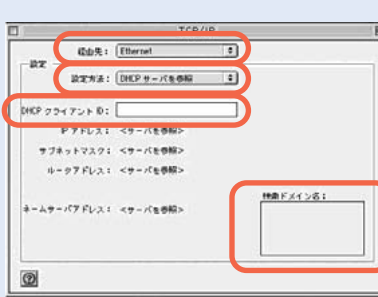 TCP/IP
経由先： Ethernet
設定
設定方法： DHCP サーバを参照
DHCP クライアント ID：
IP アドレス： <サーバを参照>
サブネットマスク： <サーバを参照>
ルータアドレス： <サーバを参照>
ネームサーバアドレス： <サーバを参照>
検索ドメイン名：